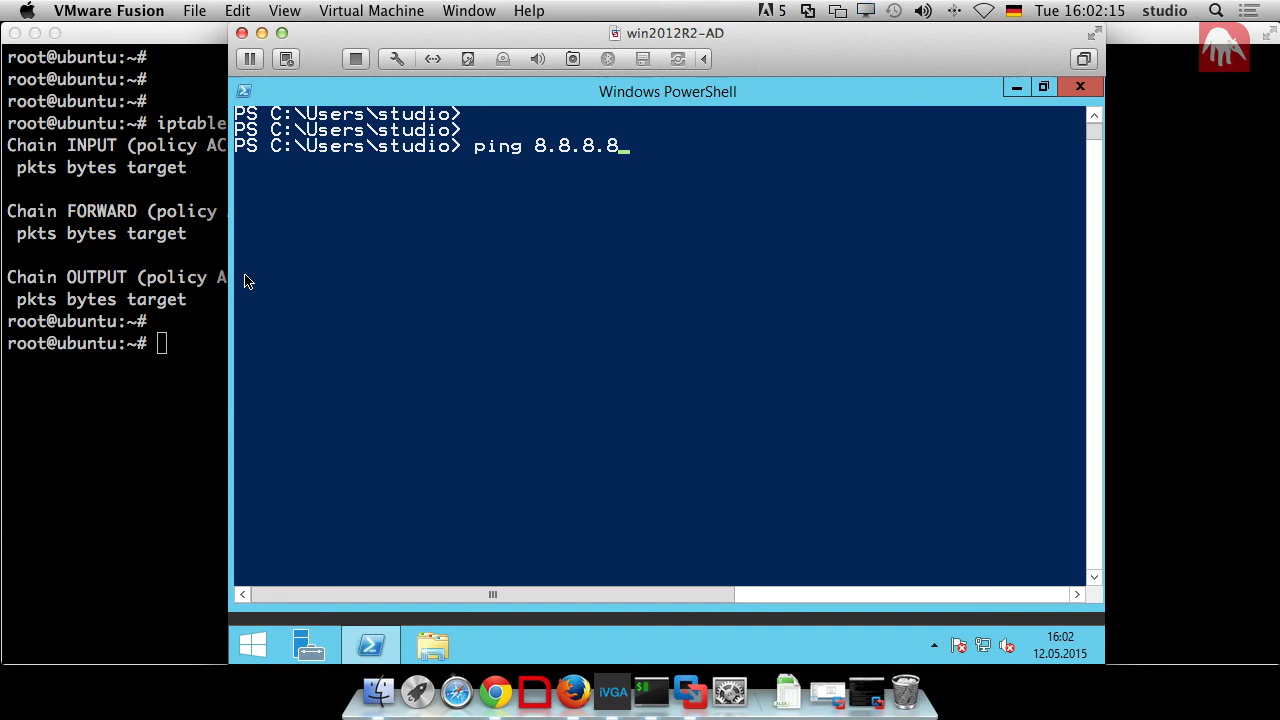 VMware Fusion File Edit View Virtual Machine Window Help 5 Tue 16:02:15 studio
win2012R2-AD
Windows PowerShell
root@ubuntu:~#
root@ubuntu:~#
root@ubuntu:~#
root@ubuntu:~# iptable
Chain INPUT (policy AC
pkts bytes target
Chain FORWARD (policy
pkts bytes target
Chain OUTPUT (policy A
pkts bytes target
root@ubuntu:~#
root@ubuntu:~#
PS C:\Users\studio>
PS C:\Users\studio>
PS C:\Users\studio> ping 8.8.8.8_
16:02
12.05.2015
iVGA